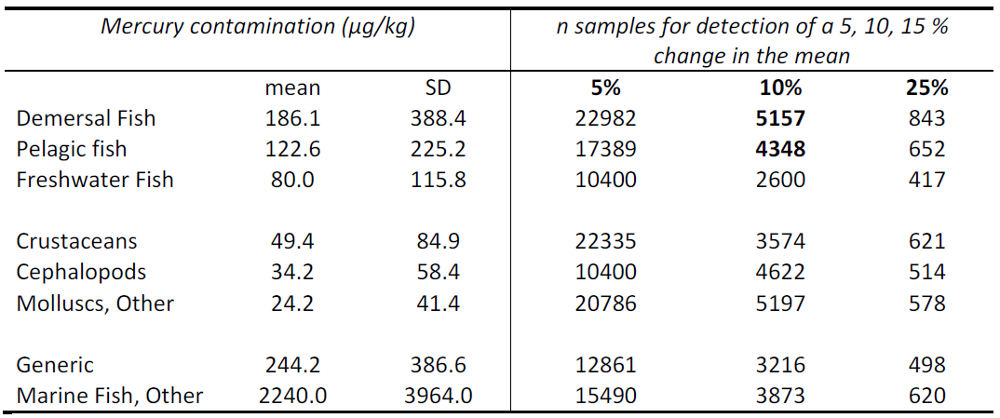 Mercury contamination (µg/kg) n samples for detection of a 5, 10, 15 %
change in the mean
mean SD 5% 10% 25%
Demersal Fish 186.1 388.4 22982 5157 843
Pelagic fish 122.6 225.2 17389 4348 652
Freshwater Fish 80.0 115.8 10400 2600 417
Crustaceans 49.4 84.9 22335 3574 621
Cephalopods 34.2 58.4 10400 4622 514
Molluscs, Other 24.2 41.4 20786 5197 578
Generic 244.2 386.6 12861 3216 498
Marine Fish, Other 2240.0 3964.0 15490 3873 620